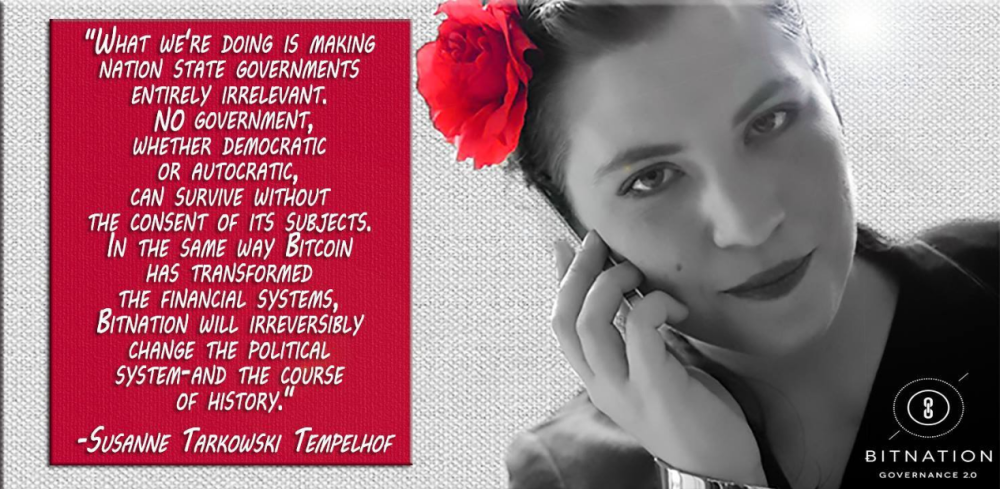 "What we're doing is making
nation state governments
entirely irrelevant.
NO government,
whether democratic
or autocratic,
can survive without
the consent of its subjects.
In the same way Bitcoin
has transformed
the financial systems,
Bitnation will irreversibly
change the political
system-and the course
of history."
-Susanne Tarkowski Tempelhof
BITNATION
GOVERNANCE 2.0